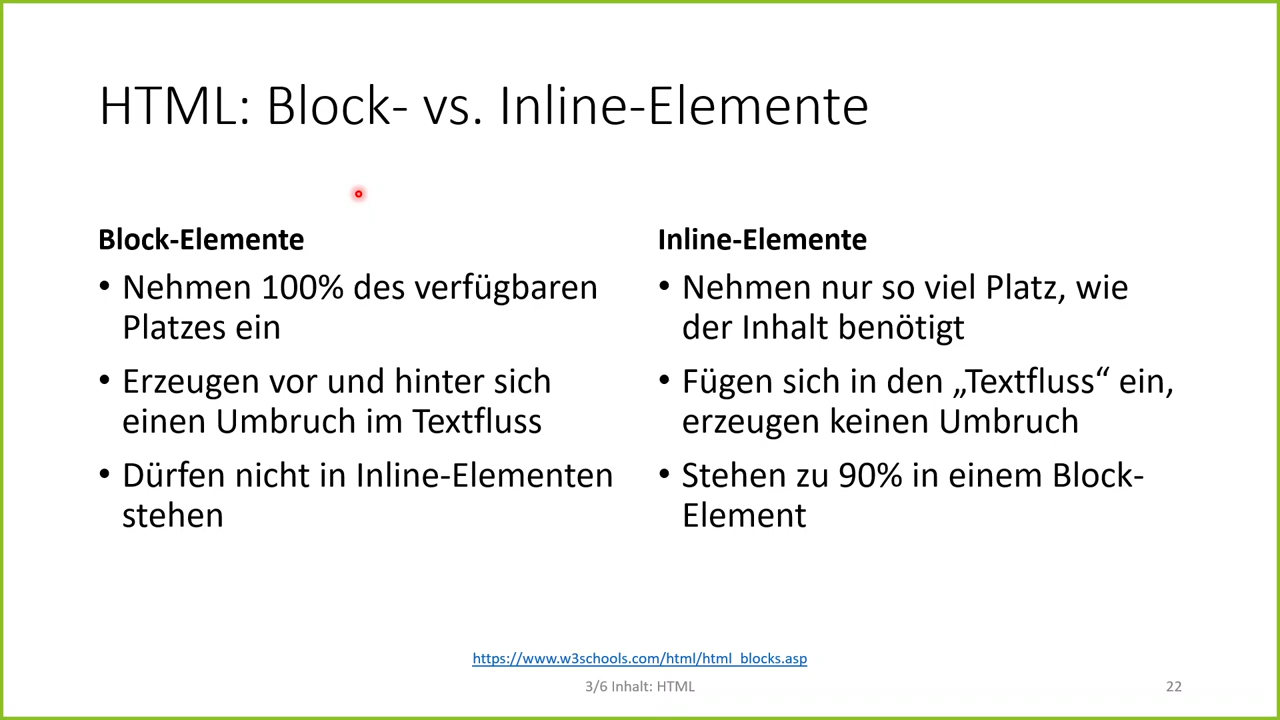 HTML: Block- vs. Inline-Elemente
Block-Elemente
• Nehmen 100% des verfügbaren
Platzes ein
• Erzeugen vor und hinter sich
einen Umbruch im Textfluss
• Dürfen nicht in Inline-Elementen
stehen
Inline-Elemente
• Nehmen nur so viel Platz, wie
der Inhalt benötigt
• Fügen sich in den „Textfluss“ ein,
erzeugen keinen Umbruch
• Stehen zu 90% in einem Block-
Element
https://www.w3schools.com/html/html_blocks.asp
3/6 Inhalt: HTML
22